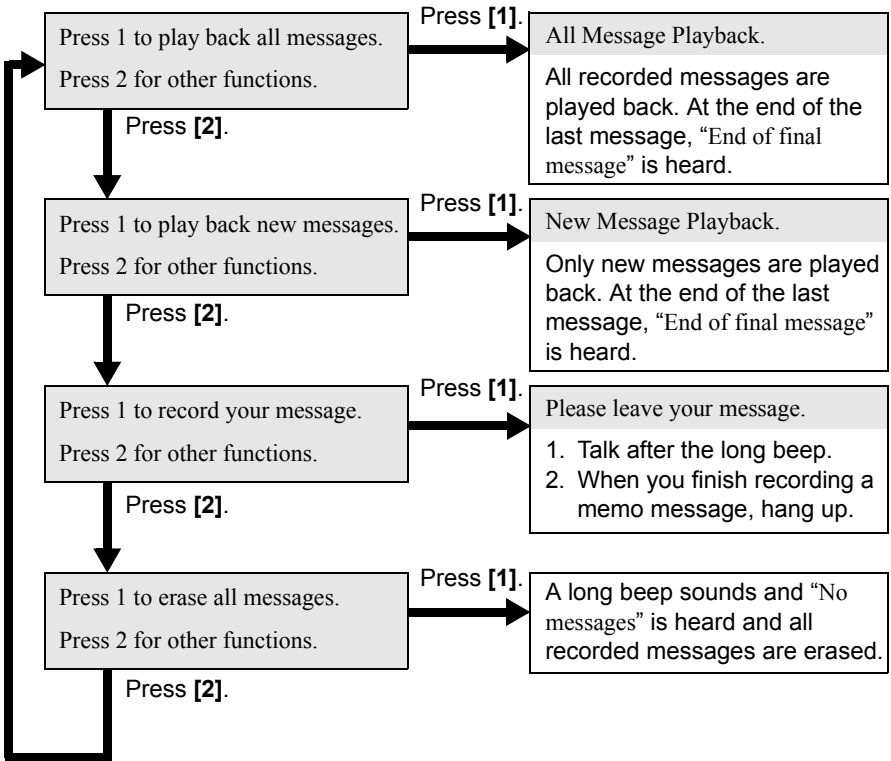 Press 1 to play back all messages.
Press 2 for other functions.
Press [1].
All Message Playback.
All recorded messages are
played back. At the end of the
last message, “End of final
message” is heard.
Press [2].
Press 1 to play back new messages.
Press 2 for other functions.
Press [1].
New Message Playback.
Only new messages are played
back. At the end of the last
message, “End of final message”
is heard.
Press [2].
Press 1 to record your message.
Press 2 for other functions.
Press [1].
Please leave your message.
1. Talk after the long beep.
2. When you finish recording a
memo message, hang up.
Press [2].
Press 1 to erase all messages.
Press 2 for other functions.
Press [1].
A long beep sounds and “No
messages” is heard and all
recorded messages are erased.
Press [2].